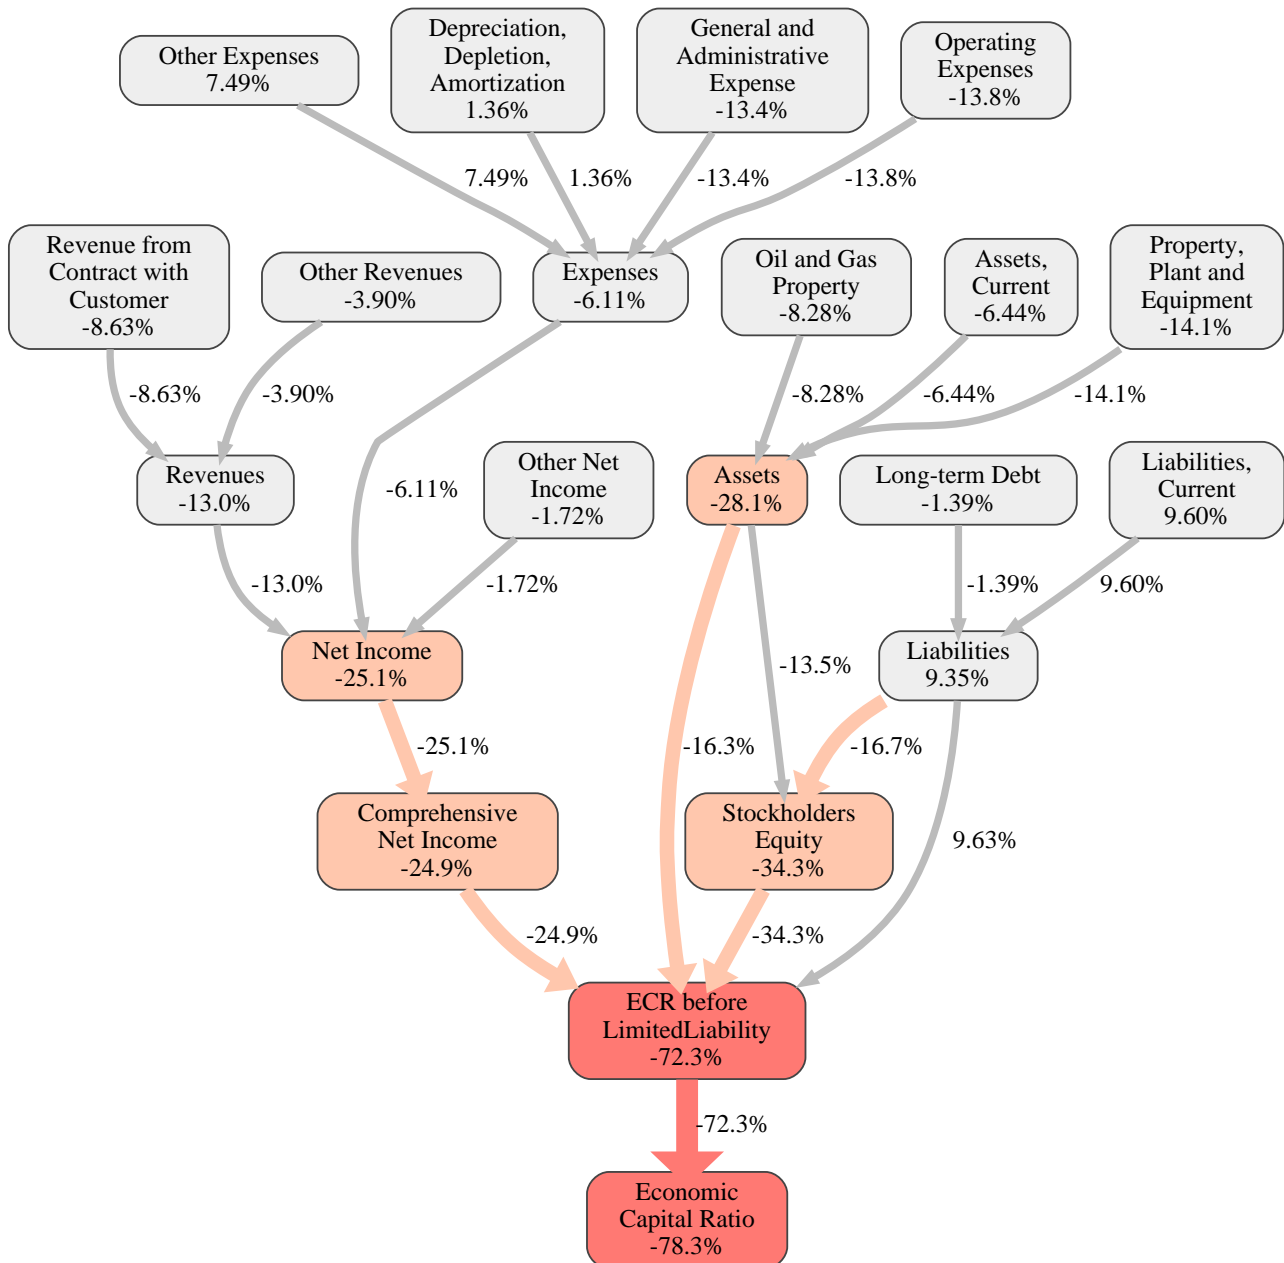 Other Expenses
7.49%
Depreciation,
Depletion,
Amortization
1.36%
General and
Administrative
Expense
-13.4%
Operating
Expenses
-13.8%
7.49%
1.36%
-13.4%
-13.8%
Revenue from
Contract with
Customer
-8.63%
Other Revenues
-3.90%
Expenses
-6.11%
Oil and Gas
Property
-8.28%
Assets,
Current
-6.44%
Property,
Plant and
Equipment
-14.1%
-8.63%
-3.90%
-8.28%
-6.44%
-14.1%
Revenues
-13.0%
-6.11%
Other Net
Income
-1.72%
Assets
-28.1%
Long-term Debt
-1.39%
Liabilities,
Current
9.60%
-13.0%
-1.72%
-1.39%
9.60%
Net Income
-25.1%
-13.5%
Liabilities
9.35%
-25.1%
-16.3%
-16.7%
Comprehensive
Net Income
-24.9%
Stockholders
Equity
-34.3%
9.63%
-24.9%
-34.3%
ECR before
LimitedLiability
-72.3%
-72.3%
Economic
Capital Ratio
-78.3%